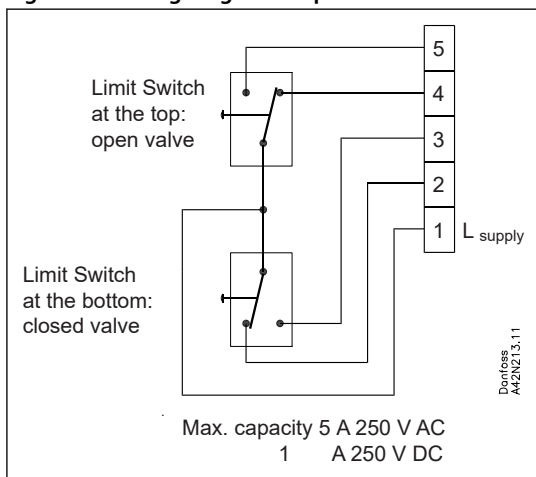 5
Limit Switch
at the top:
open valve
4
3
2
1 L supply
Limit Switch
at the bottom:
closed valve
Danfoss
A42N213.11
Max. capacity 5 A 250 V AC
1 A 250 V DC